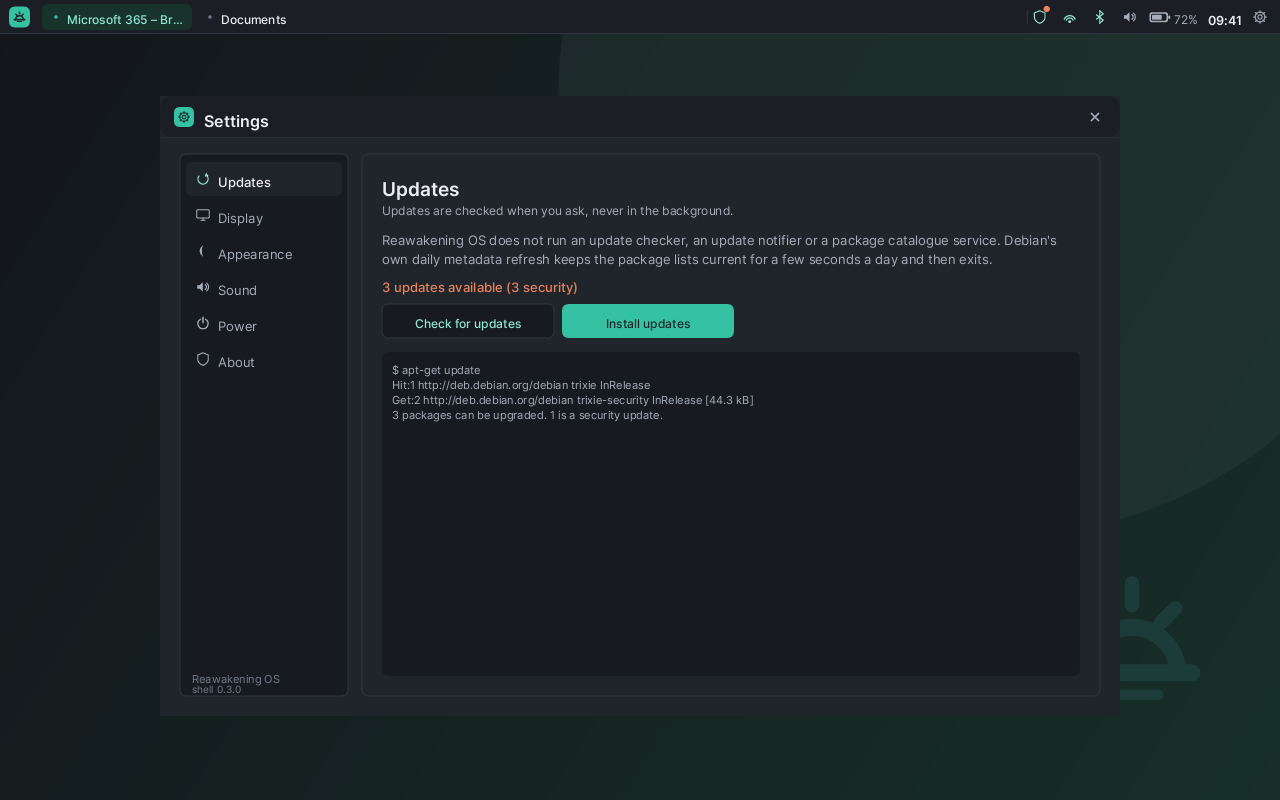 Microsoft 365 – Br...
Documents
72%
09:41
Settings
Updates
Display
Appearance
Sound
Power
About
Reawakening OS
shell 0.3.0
Updates
Updates are checked when you ask, never in the background.
Reawakening OS does not run an update checker, an update notifier or a package catalogue service. Debian's
own daily metadata refresh keeps the package lists current for a few seconds a day and then exits.
3 updates available (3 security)
Check for updates
Install updates
$ apt-get update
Hit:1 http://deb.debian.org/debian trixie InRelease
Get:2 http://deb.debian.org/debian trixie-security InRelease [44.3 kB]
3 packages can be upgraded. 1 is a security update.